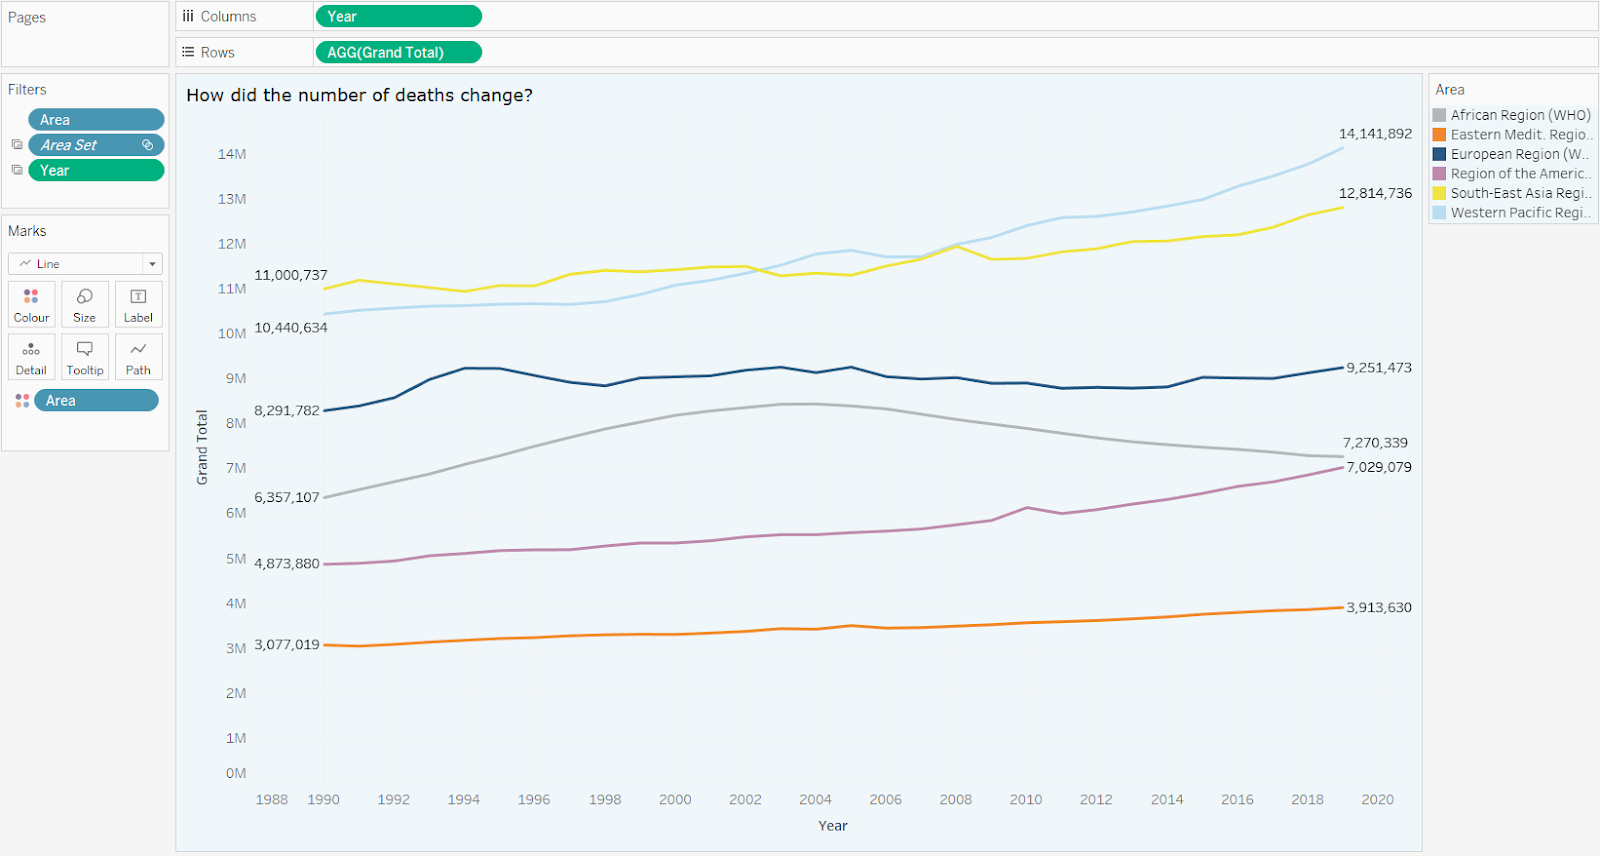 Pages
Columns
Year
Rows
AGG(Grand Total)
Filters
Area
Area Set
Year
Marks
Line
Colour
Size
Label
Detail
Tooltip
Path
Area
How did the number of deaths change?
14M
13M
12M
11M
10M
9M
8M
7M
6M
5M
4M
3M
2M
1M
0M
Grand Total
11,000,737
10,440,634
8,291,782
6,357,107
4,873,880
3,077,019
14,141,892
12,814,736
9,251,473
7,270,339
7,029,079
3,913,630
1988 1990 1992 1994 1996 1998 2000 2002 2004 2006 2008 2010 2012 2014 2016 2018 2020
Year
Area
African Region (WHO)
Eastern Medit. Regio..
European Region (W..
Region of the Americ..
South-East Asia Regi..
Western Pacific Regi..